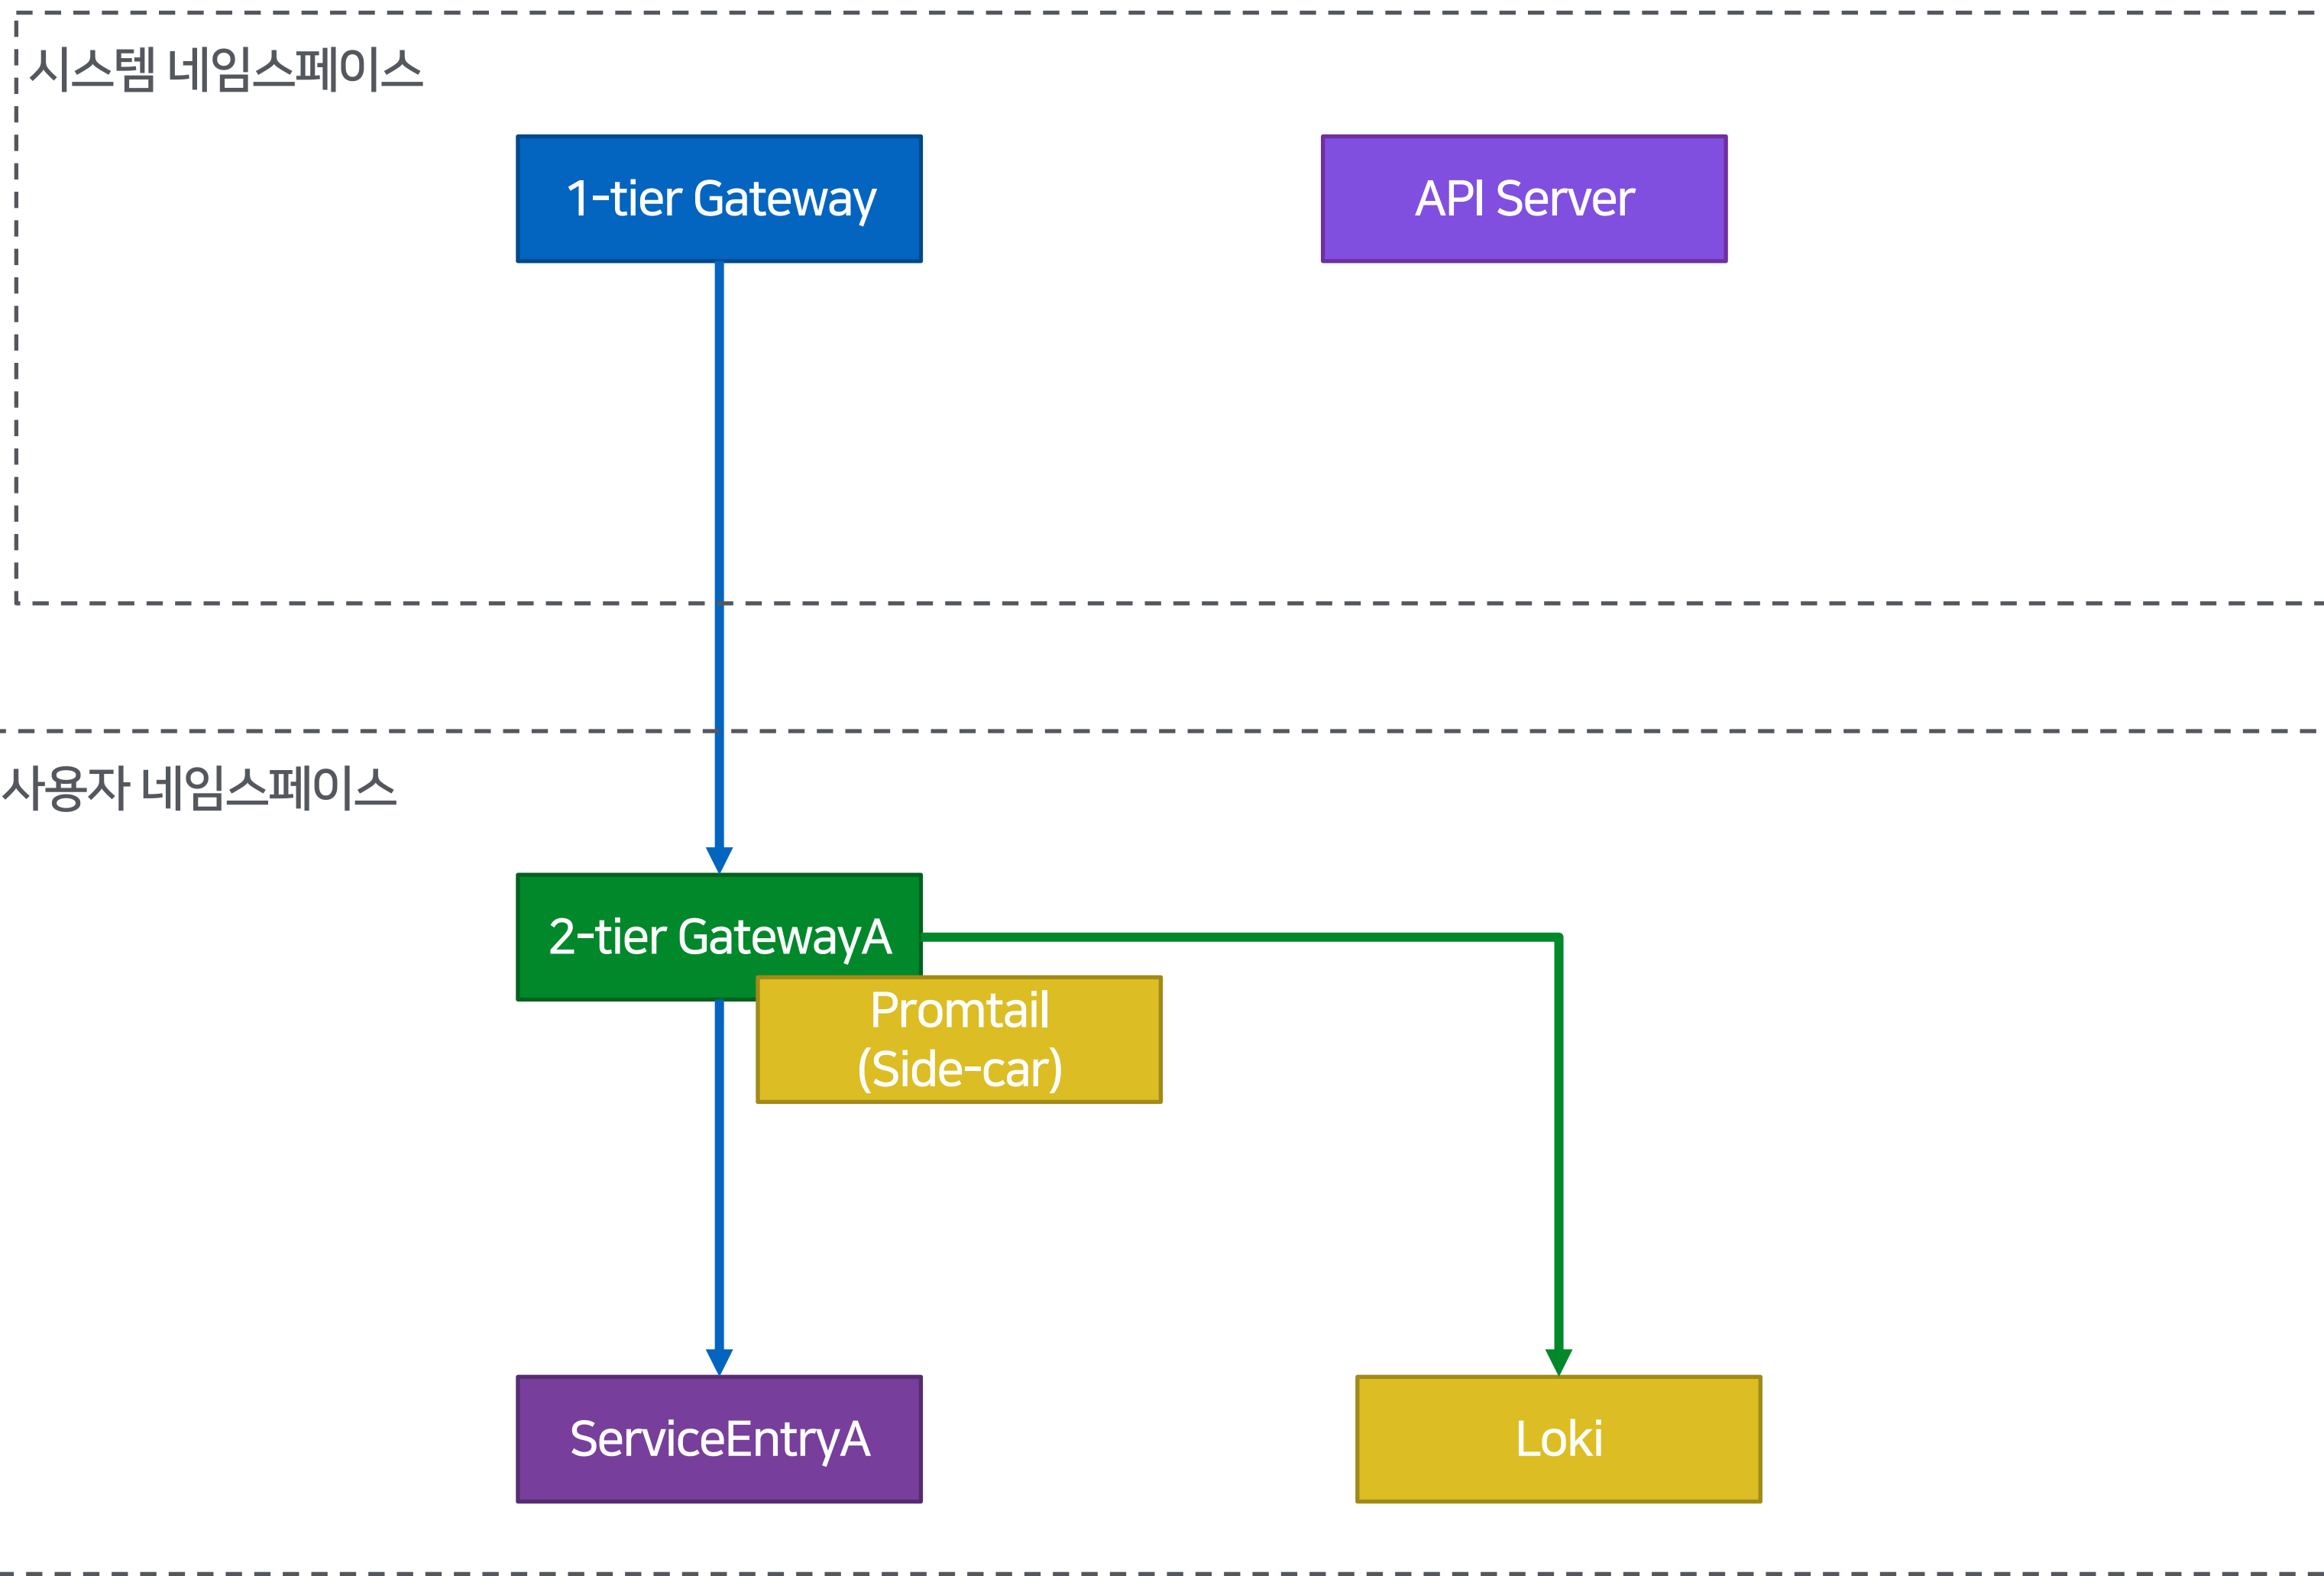 시스템 네임스페이스
1-tier Gateway
API Server
사용자 네임스페이스
2-tier GatewayA
Promtail
(Side-car)
ServiceEntryA
Loki